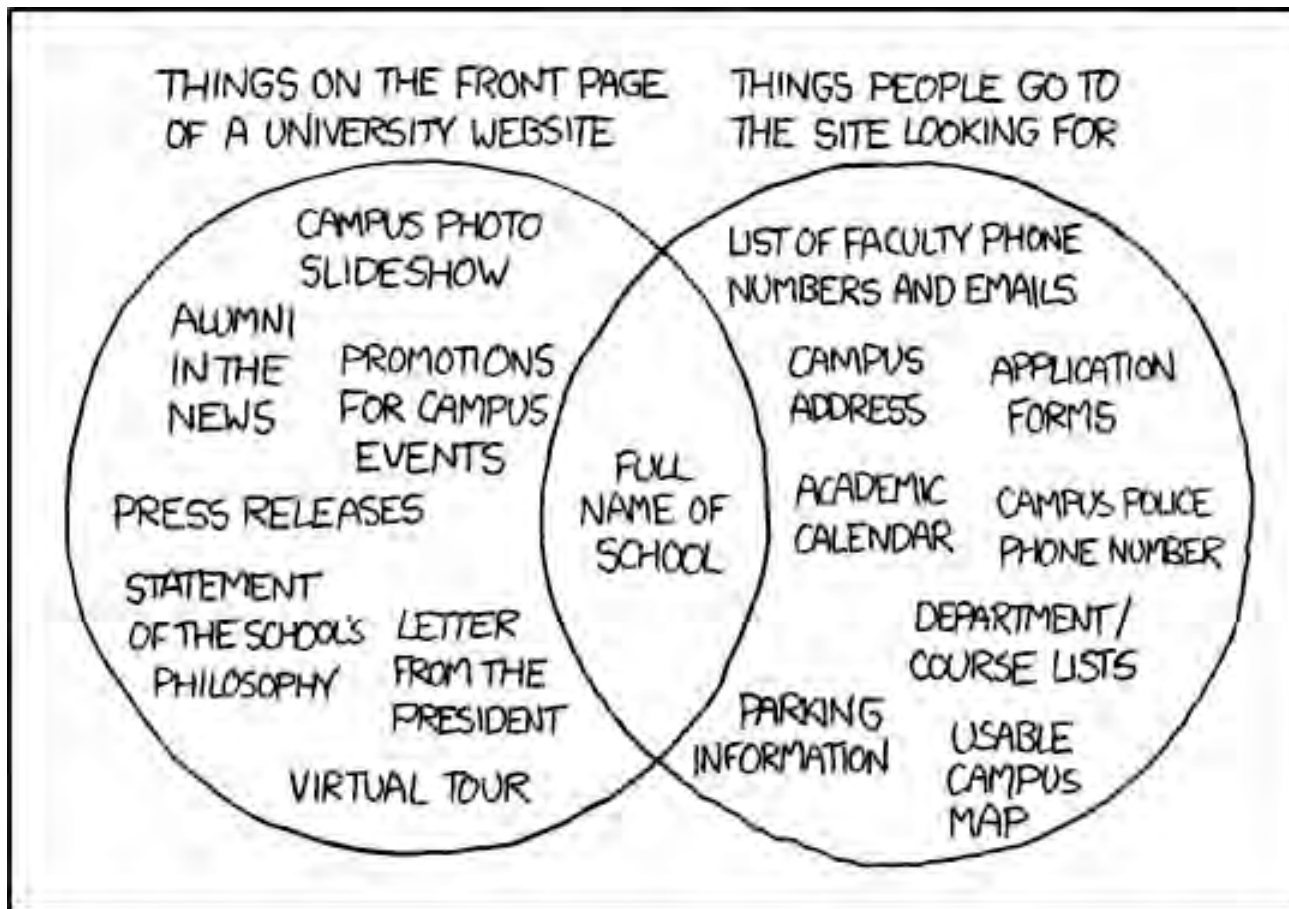 THINGS ON THE FRONT PAGE
OF A UNIVERSITY WEBSITE
THINGS PEOPLE GO TO
THE SITE LOOKING FOR
CAMPUS PHOTO
SLIDESHOW
ALUMNI
IN THE
NEWS
PROMOTIONS
FOR CAMPUS
EVENTS
PRESS RELEASES
STATEMENT
OF THE SCHOOL'S
PHILOSOPHY
LETTER
FROM THE
PRESIDENT
VIRTUAL TOUR
FULL
NAME OF
SCHOOL
LIST OF FACULTY PHONE
NUMBERS AND EMAILS
CAMPUS
ADDRESS
APPLICATION
FORMS
ACADEMIC
CALENDAR
CAMPUS POLICE
PHONE NUMBER
DEPARTMENT/
COURSE LISTS
PARKING
INFORMATION
USABLE
CAMPUS
MAP